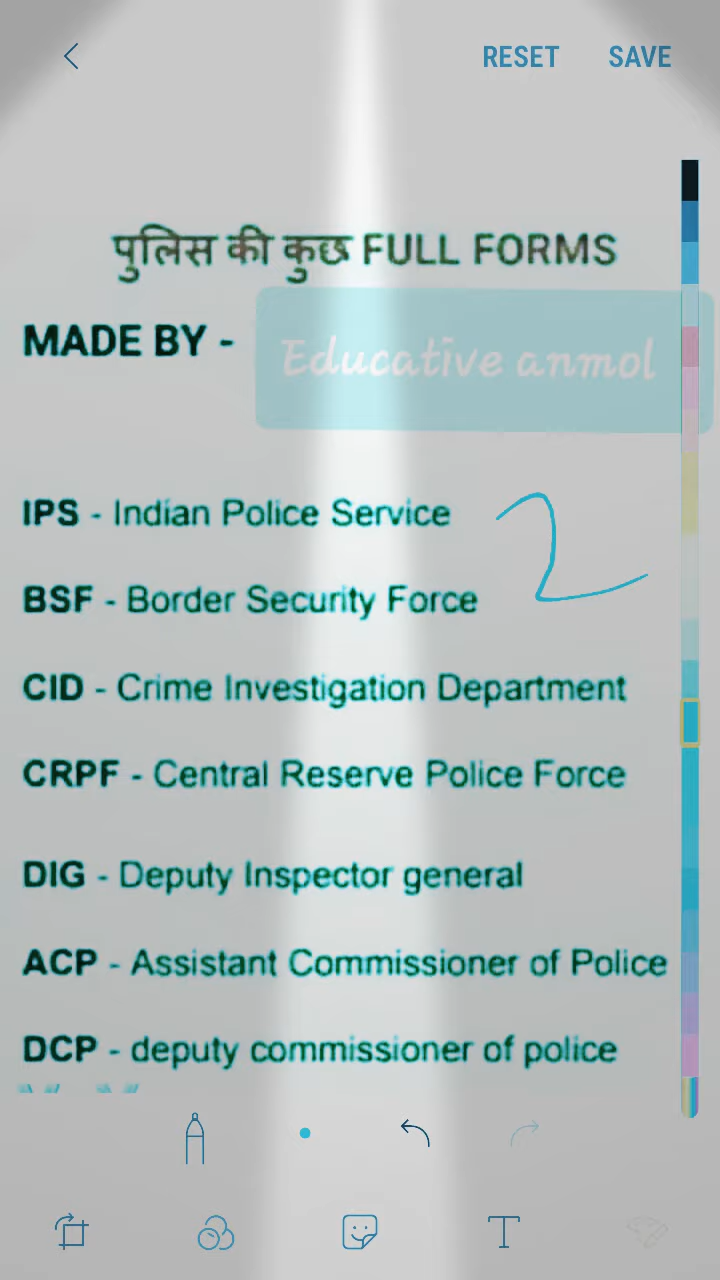 RESET SAVE
पुलिस की कुछ FULL FORMS
MADE BY - Educative anmol
IPS - Indian Police Service
2
BSF - Border Security Force
CID - Crime Investigation Department
CRPF - Central Reserve Police Force
DIG - Deputy Inspector general
ACP - Assistant Commissioner of Police
DCP - deputy commissioner of police
T